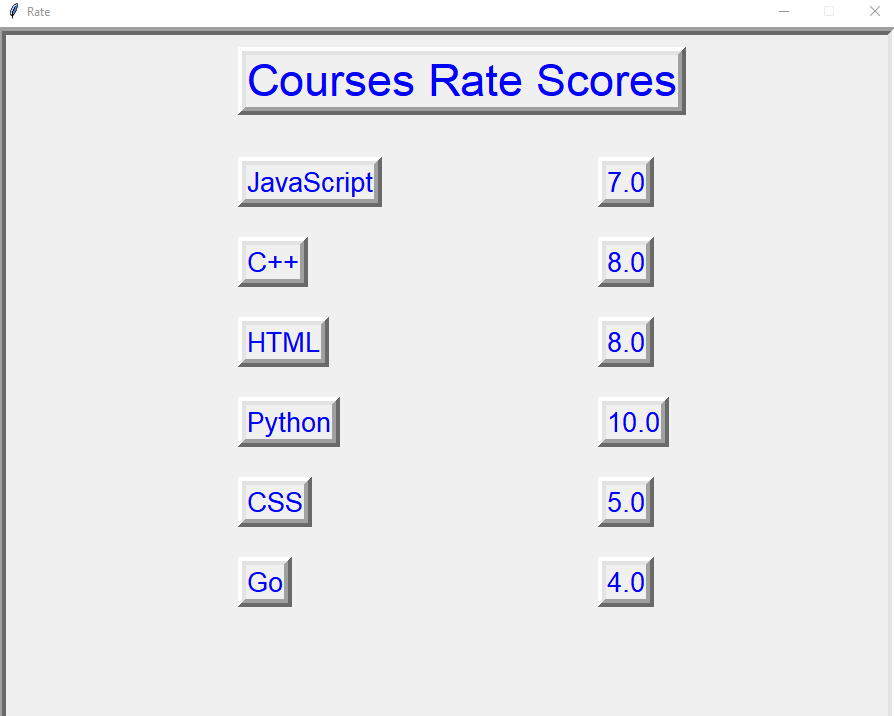 Rate
Courses Rate Scores
JavaScript 7.0
C++ 8.0
HTML 8.0
Python 10.0
CSS 5.0
Go 4.0